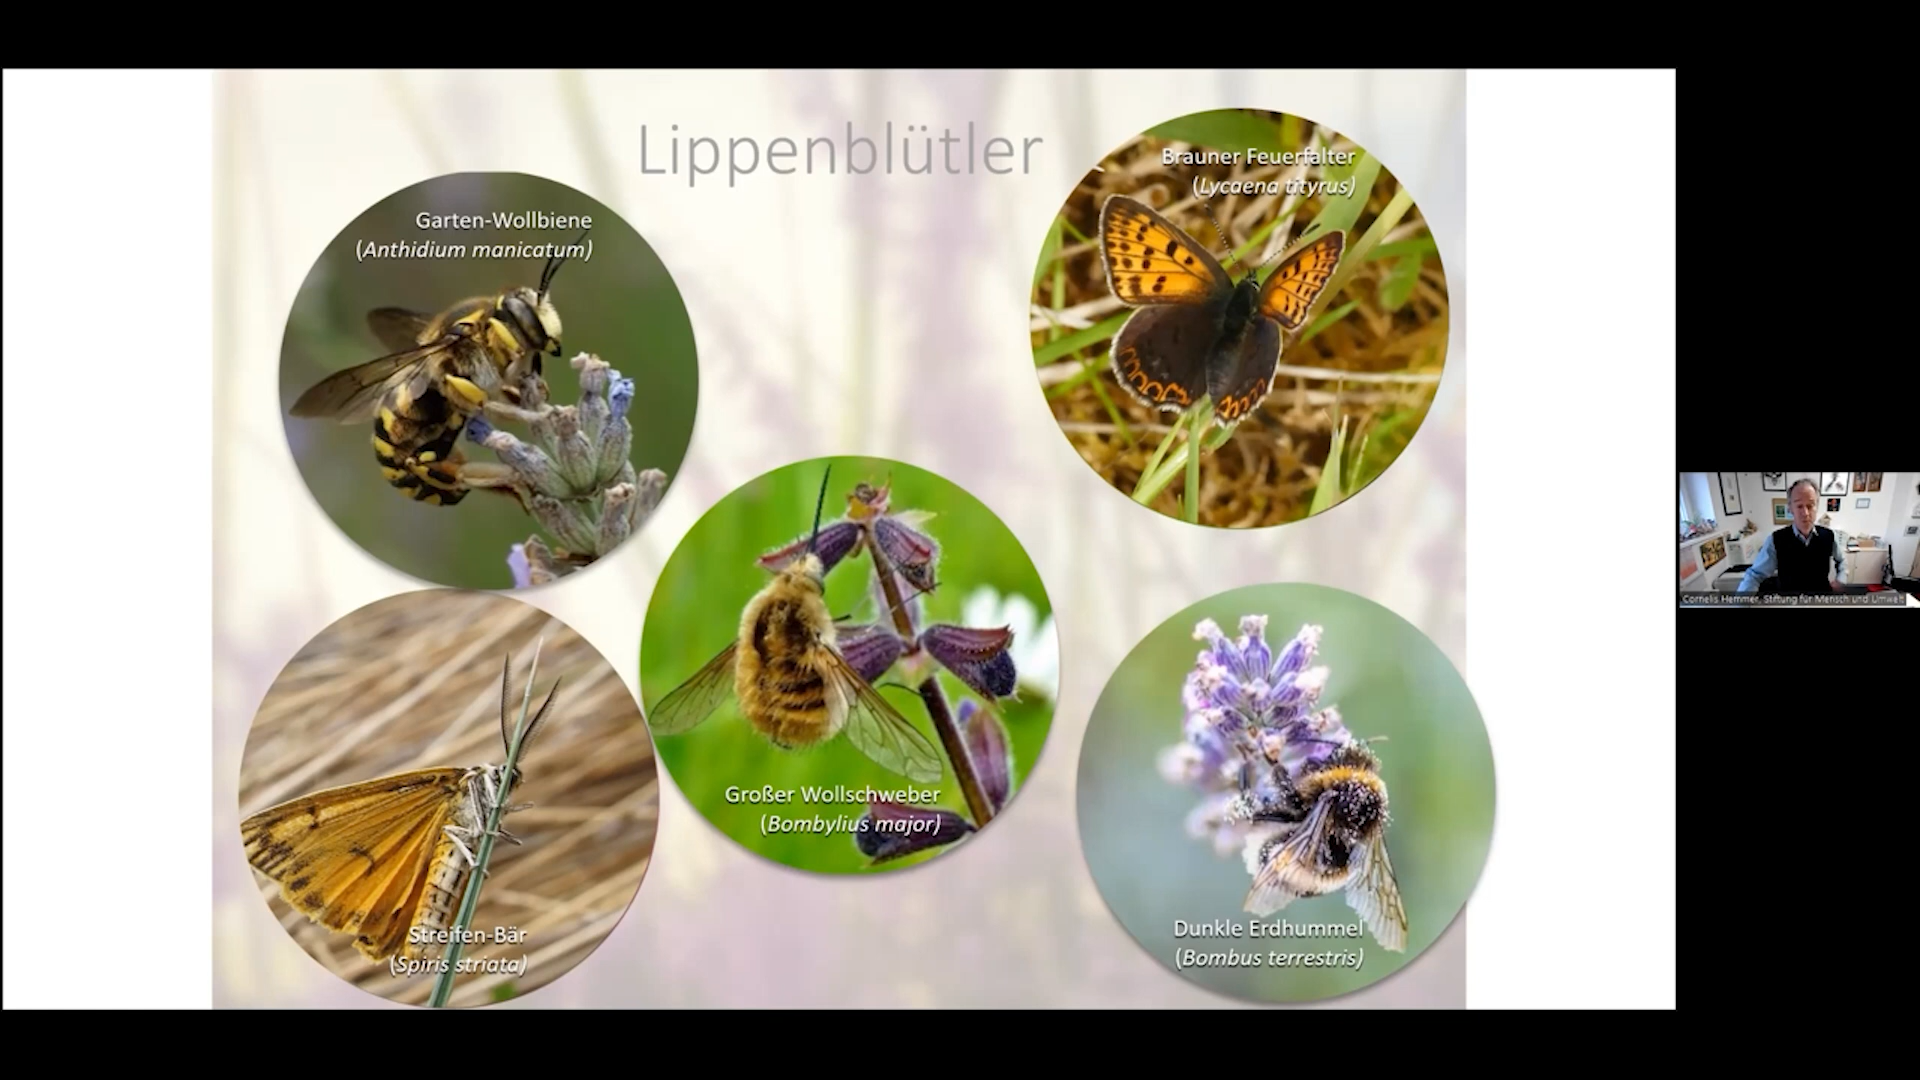 Lippenblütler
Garten-Wollbiene
(Anthidium manicatum)
Brauner Feuerfalter
(Lycaena tityrus)
Großer Wollschweber
(Bombylius major)
Streifen-Bär
(Spiris striata)
Dunkle Erdhummel
(Bombus terrestris)
Cornelis Hemmer, Stiftung für Mensch und Umwelt